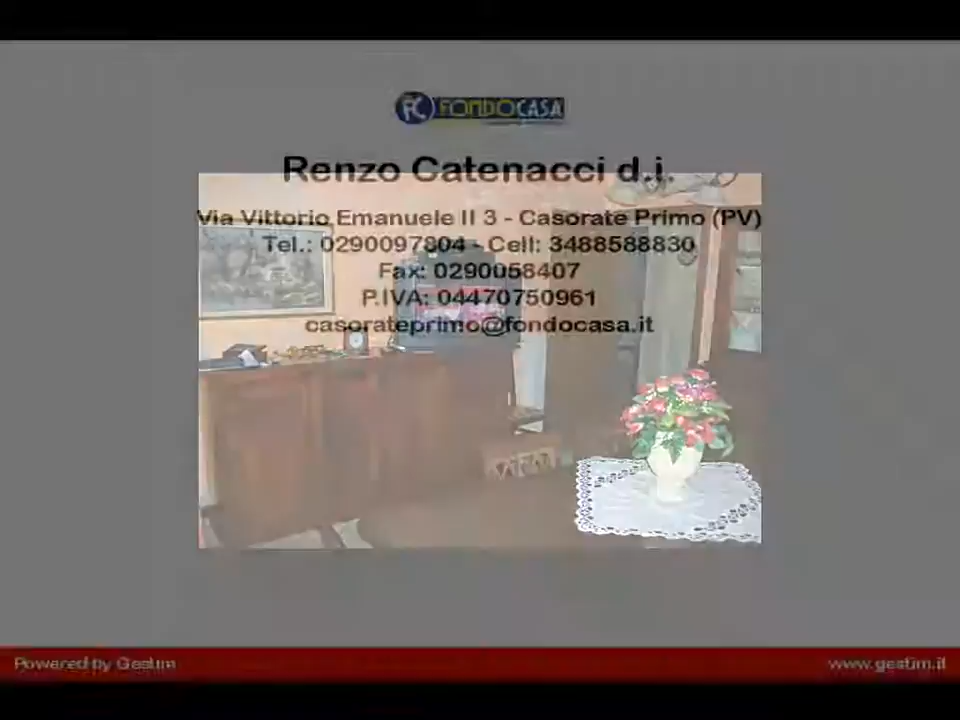 FC FONDOCASA
Renzo Catenacci d.i.
Via Vittorio Emanuele II 3 - Casorate Primo (PV)
Tel.: 0290097804 - Cell: 3488588830
Fax: 0290058407
P.IVA: 04470750961
casorateprimo@fondocasa.it
Powered by Gestim
www.gestim.it